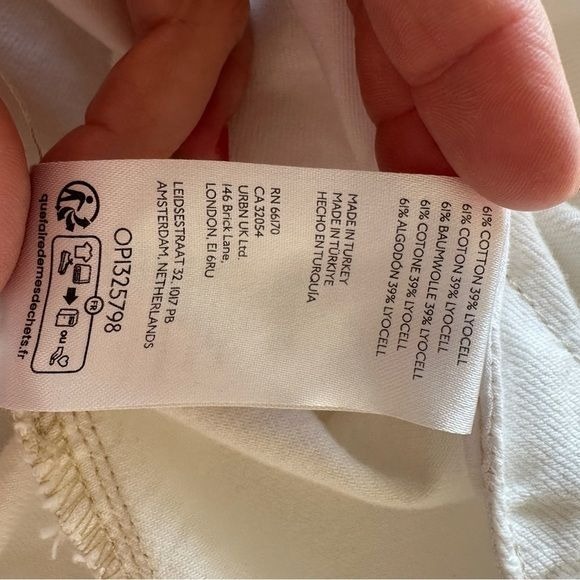 61% COTTON 39% LYOCELL
61% COTON 39% LYOCELL
61% BAUMWOLLE 39% LYOCELL
61% COTONE 39% LYOCELL
61% ALGODÓN 39% LYOCELL
MADE IN TURKEY
MADE IN TÜRKIYE
HECHO EN TURQUÍA
RN 66170
CA 32054
URBN UK Ltd.
146 Brick Lane,
LONDON, E1 6RU
LEIDSESTRAAT 32, 1017 PB
AMSTERDAM, NETHERLANDS
OP1325798
FR
OU
quefairedemesdechets.fr